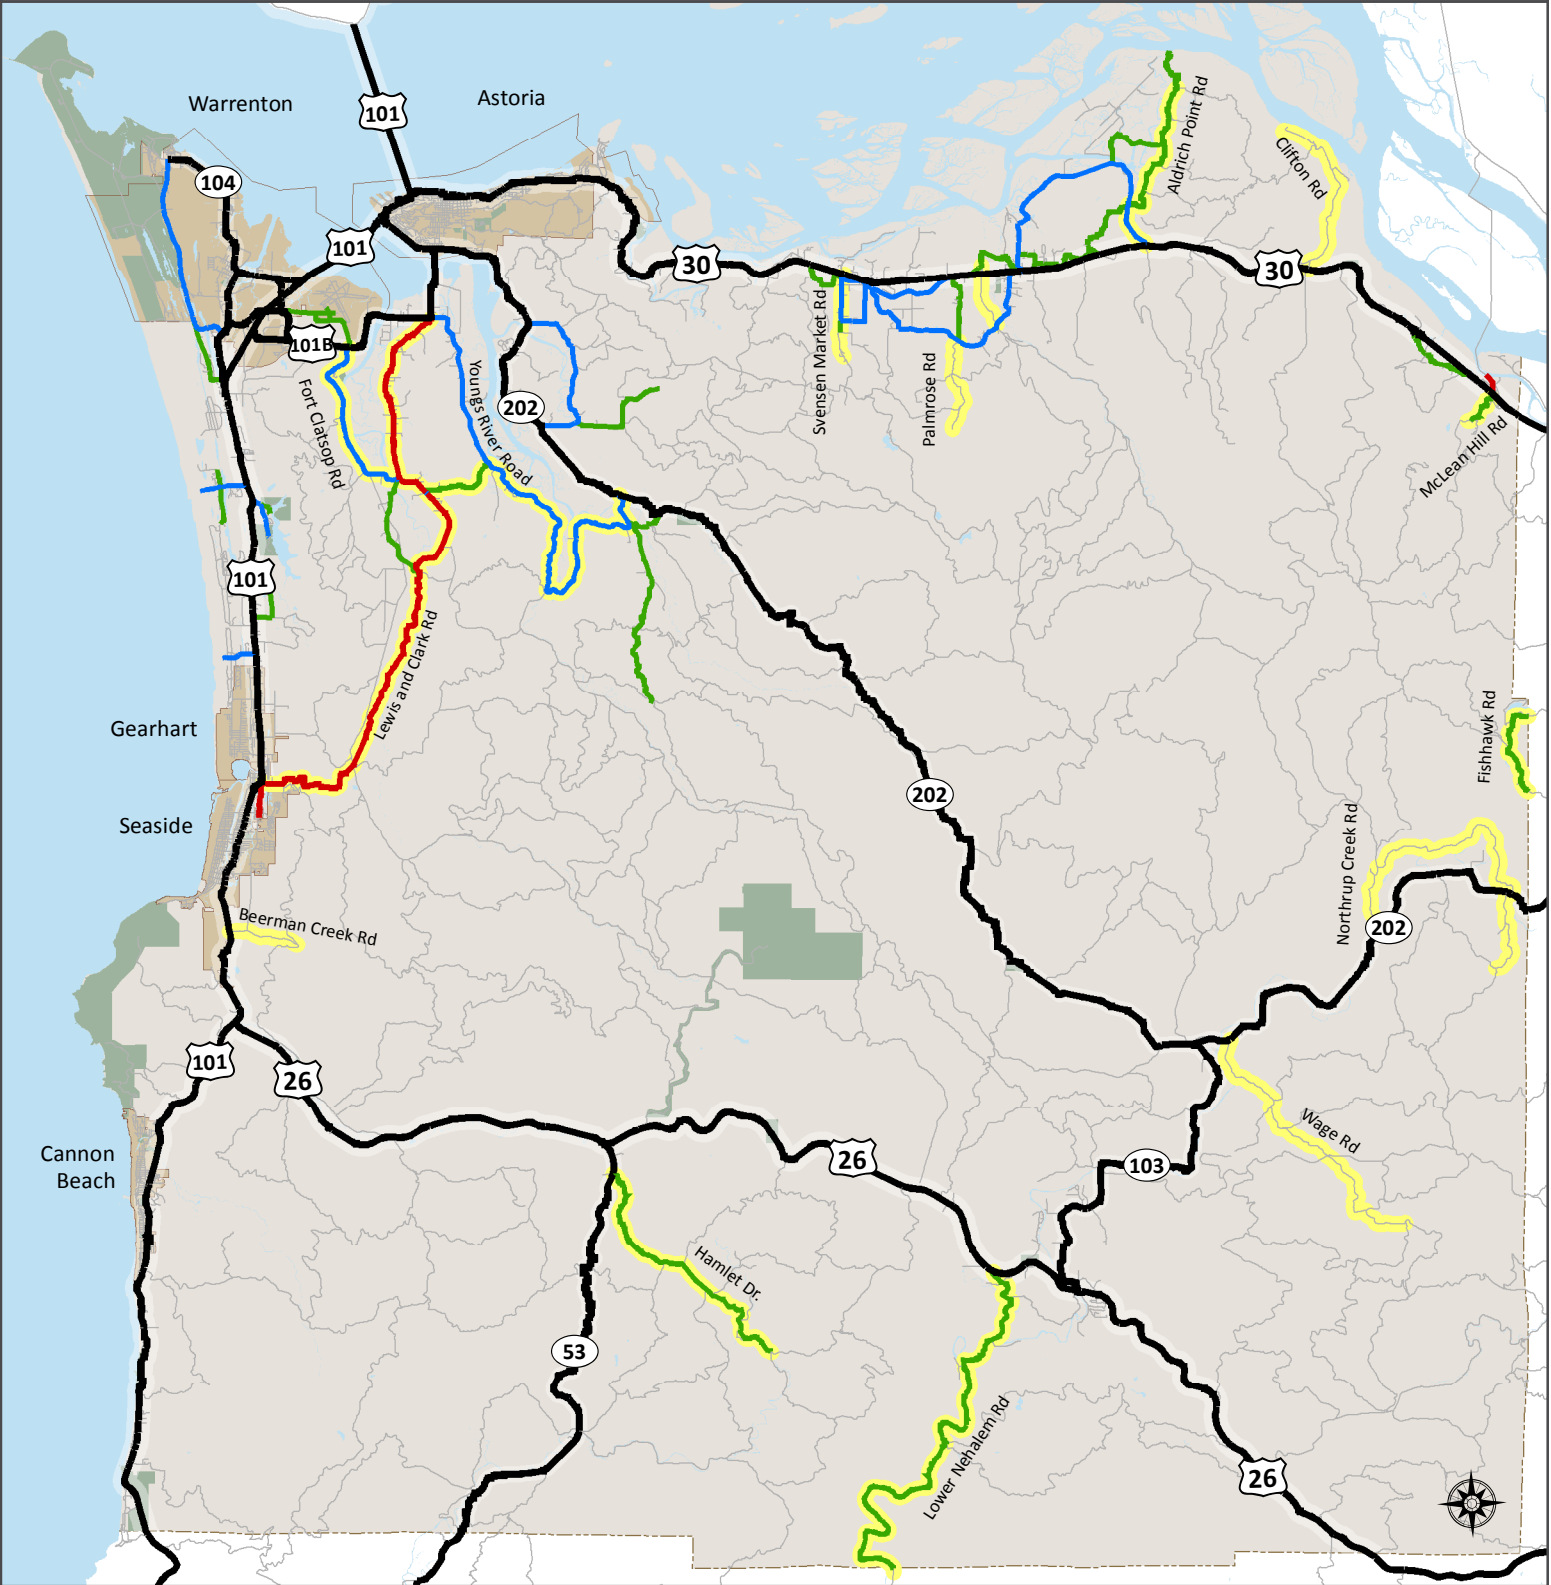 Warrenton
Astoria
101
104
101
30
30
Aldrich Point Rd
Clifton Rd
101B
Fort Clatsop Rd
Youngs River Road
202
Svensen Market Rd
Palmrose Rd
McLean Hill Rd
101
Lewis and Clark Rd
Gearhart
Seaside
202
Fishhawk Rd
Northrup Creek Rd
202
Beerman Creek Rd
101
26
Cannon
Beach
26
103
Wage Rd
Hamlet Dr.
53
Lower Nehalem Rd
26